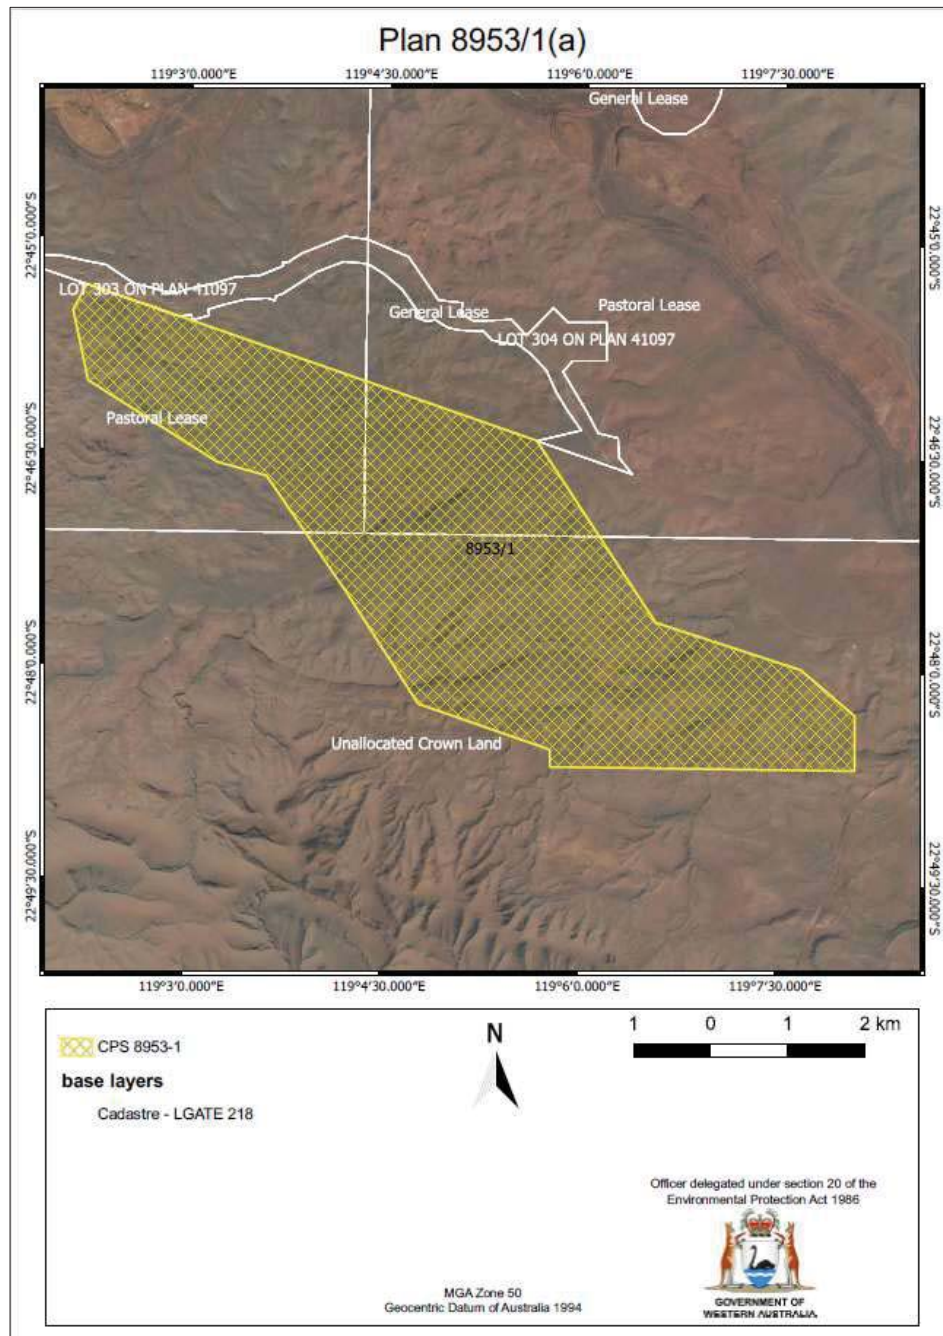 Plan 8953/1(a)
119°3'0.000"E
119°4'30.000"E
119°6'0.000"E
119°7'30.000"E
General Lease
22°45'0.000"S
22°45'0.000"S
LOT 303 ON PLAN 41097
General Lease
Pastoral Lease
LOT 304 ON PLAN 41097
Pastoral Lease
22°46'30.000"S
22°46'30.000"S
8953/1
22°48'0.000"S
22°48'0.000"S
Unallocated Crown Land
22°49'30.000"S
22°49'30.000"S
119°3'0.000"E
119°4'30.000"E
119°6'0.000"E
119°7'30.000"E
CPS 8953-1
base layers
Cadastre - LGATE 218
N
1 0 1 2 km
Officer delegated under section 20 of the
Environmental Protection Act 1986
GOVERNMENT OF
WESTERN AUSTRALIA
MGA Zone 50
Geocentric Datum of Australia 1994